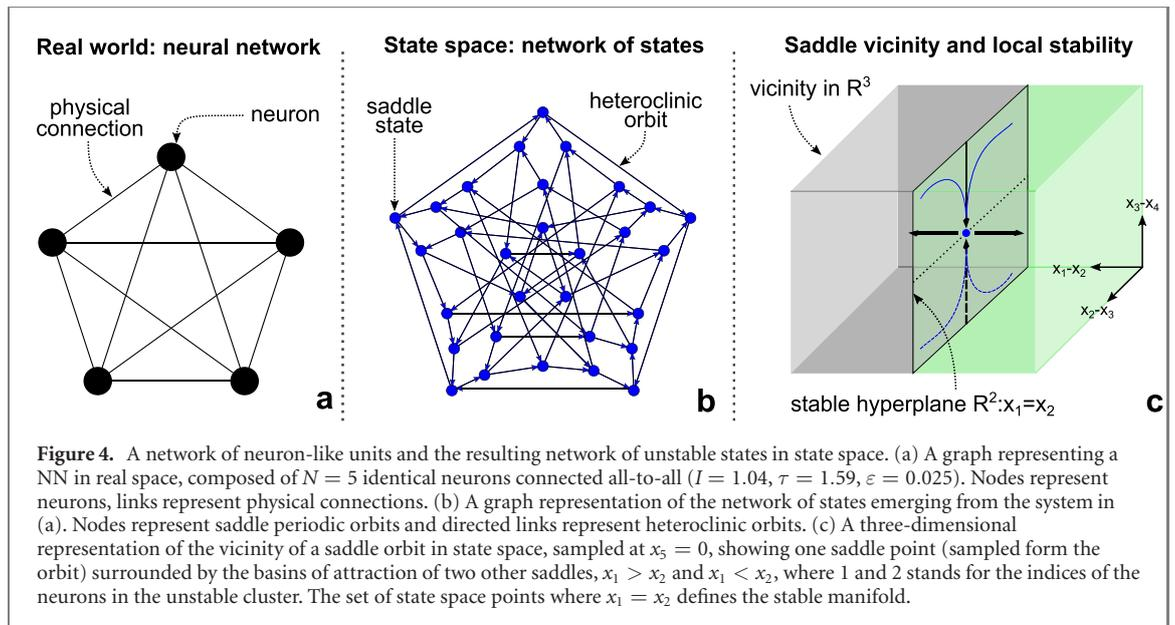 Real world: neural network
physical
connection
neuron
a
State space: network of states
saddle
state
heteroclinic
orbit
b
Saddle vicinity and local stability
vicinity in R³
x₃-x₄
x₁-x₂
x₂-x₃
stable hyperplane R²:x₁=x₂
c
Figure 4. A network of neuron-like units and the resulting network of unstable states in state space. (a) A graph representing a
NN in real space, composed of N = 5 identical neurons connected all-to-all (I = 1.04, τ = 1.59, ε = 0.025). Nodes represent
neurons, links represent physical connections. (b) A graph representation of the network of states emerging from the system in
(a). Nodes represent saddle periodic orbits and directed links represent heteroclinic orbits. (c) A three-dimensional
representation of the vicinity of a saddle orbit in state space, sampled at x₅ = 0, showing one saddle point (sampled form the
orbit) surrounded by the basins of attraction of two other saddles, x₁ > x₂ and x₁ < x₂, where 1 and 2 stands for the indices of the
neurons in the unstable cluster. The set of state space points where x₁ = x₂ defines the stable manifold.